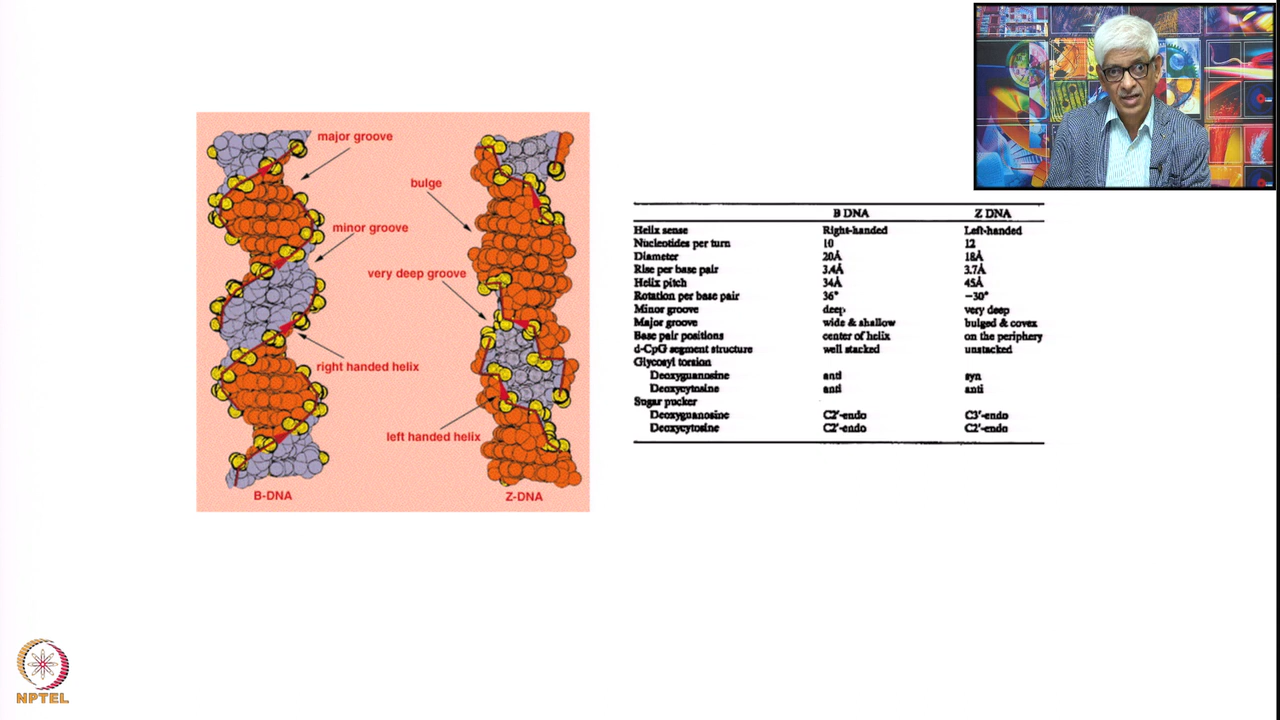 major groove
bulge
minor groove
very deep groove
right handed helix
left handed helix
B-DNA
Z-DNA
B DNA Z DNA
Helix sense Right-handed Left-handed
Nucleotides per turn 10 12
Diameter 20Å 18Å
Rise per base pair 3.4Å 3.7Å
Helix pitch 34Å 45Å
Rotation per base pair 36° −30°
Minor groove deep very deep
Major groove wide & shallow bulged & covex
Base pair positions center of helix on the periphery
d-CpG segment structure well stacked unstacked
Glycosyl torsion
Deoxyguanosine anti syn
Deoxycytosine anti anti
Sugar pucker
Deoxyguanosine C2'-endo C3'-endo
Deoxycytosine C2'-endo C2'-endo
NPTEL